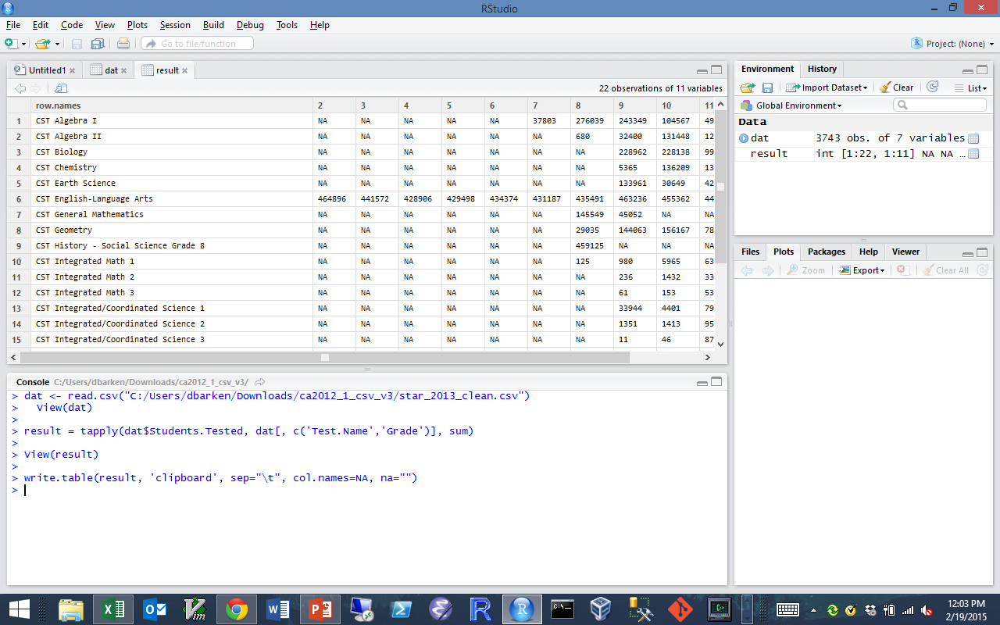 RStudio
File Edit Code View Plots Session Build Debug Tools Help
Go to file/function
Project: (None)
Untitled1 dat result
22 observations of 11 variables
row.names 2 3 4 5 6 7 8 9 10 11
1 CST Algebra I NA NA NA NA NA 37803 276039 243349 104567 49
2 CST Algebra II NA NA NA NA NA NA 680 32400 131448 12
3 CST Biology NA NA NA NA NA NA NA 228962 228138 99
4 CST Chemistry NA NA NA NA NA NA NA 5365 136209 13
5 CST Earth Science NA NA NA NA NA NA NA 133961 30649 42
6 CST English-Language Arts 464896 441572 428906 429498 434374 431187 435491 463236 455362 44
7 CST General Mathematics NA NA NA NA NA NA 145549 45052 NA NA
8 CST Geometry NA NA NA NA NA NA 29035 144063 156167 78
9 CST History - Social Science Grade 8 NA NA NA NA NA NA 459125 NA NA NA
10 CST Integrated Math 1 NA NA NA NA NA NA 125 980 5965 63
11 CST Integrated Math 2 NA NA NA NA NA NA NA 236 1432 33
12 CST Integrated Math 3 NA NA NA NA NA NA NA 61 153 53
13 CST Integrated/Coordinated Science 1 NA NA NA NA NA NA NA 33944 4401 79
14 CST Integrated/Coordinated Science 2 NA NA NA NA NA NA NA 1351 1413 95
15 CST Integrated/Coordinated Science 3 NA NA NA NA NA NA NA 11 46 87
Console C:/Users/dbarken/Downloads/ca2012_1_csv_v3/
> dat <- read.csv("C:/Users/dbarken/Downloads/ca2012_1_csv_v3/star_2013_clean.csv")
>   View(dat)
>
> result = tapply(dat$Students.Tested, dat[, c('Test.Name','Grade')], sum)
>
> View(result)
>
> write.table(result, 'clipboard', sep="\t", col.names=NA, na="")
>
Environment History
Import Dataset Clear List
Global Environment
Data
dat 3743 obs. of 7 variables
result int [1:22, 1:11] NA NA …
Files Plots Packages Help Viewer
Zoom Export Clear All
12:03 PM
2/19/2015